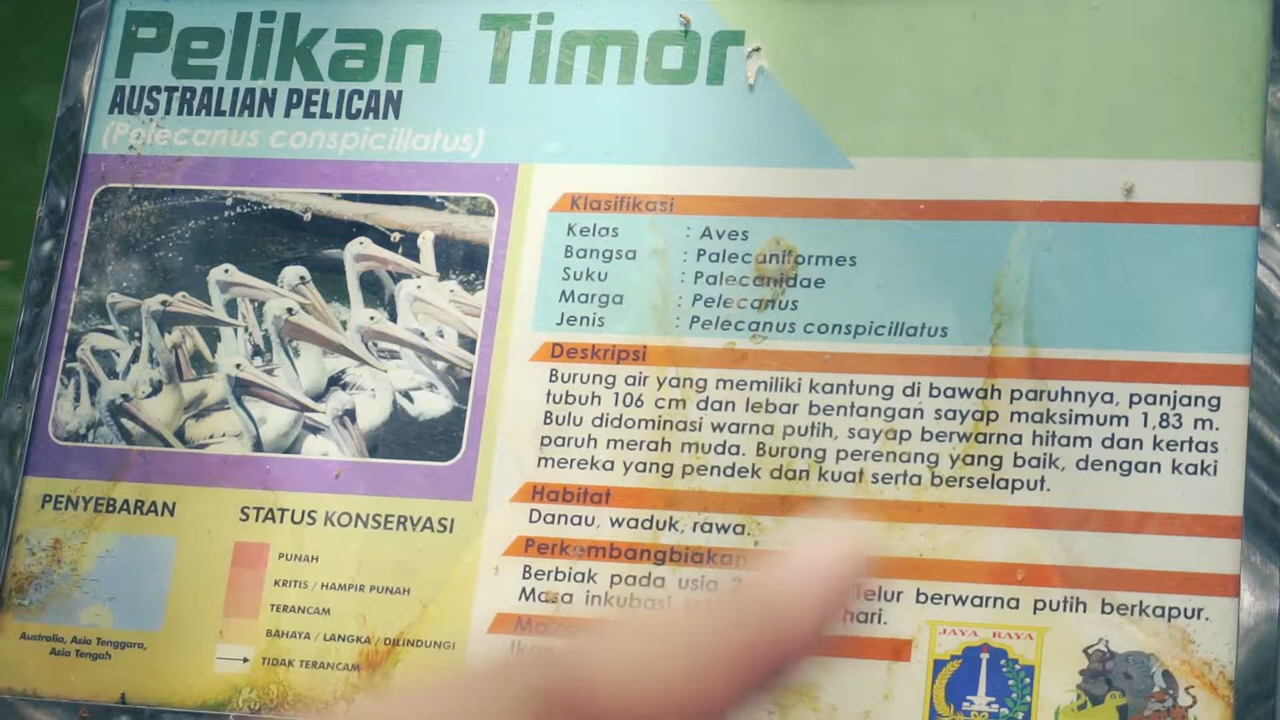 Pelikan Timor
AUSTRALIAN PELICAN
(Pelecanus conspicillatus)
Klasifikasi
Kelas : Aves
Bangsa : Palecaniformes
Suku : Palecanidae
Marga : Pelecanus
Jenis : Pelecanus conspicillatus
Deskripsi
Burung air yang memiliki kantung di bawah paruhnya, panjang
tubuh 106 cm dan lebar bentangan sayap maksimum 1,83 m.
Bulu didominasi warna putih, sayap berwarna hitam dan kertas
paruh merah muda. Burung perenang yang baik, dengan kaki
mereka yang pendek dan kuat serta berselaput.
Habitat
Danau, waduk, rawa.
Perkembangbiakan
Berbiak pada usia 2 Telur berwarna putih berkapur.
Masa inkubasi hari.
Ikan
PENYEBARAN
Australia, Asia Tenggara,
Asia Tengah
STATUS KONSERVASI
PUNAH
KRITIS / HAMPIR PUNAH
TERANCAM
BAHAYA / LANGKA / DILINDUNGI
TIDAK TERANCAM
JAYA RAYA